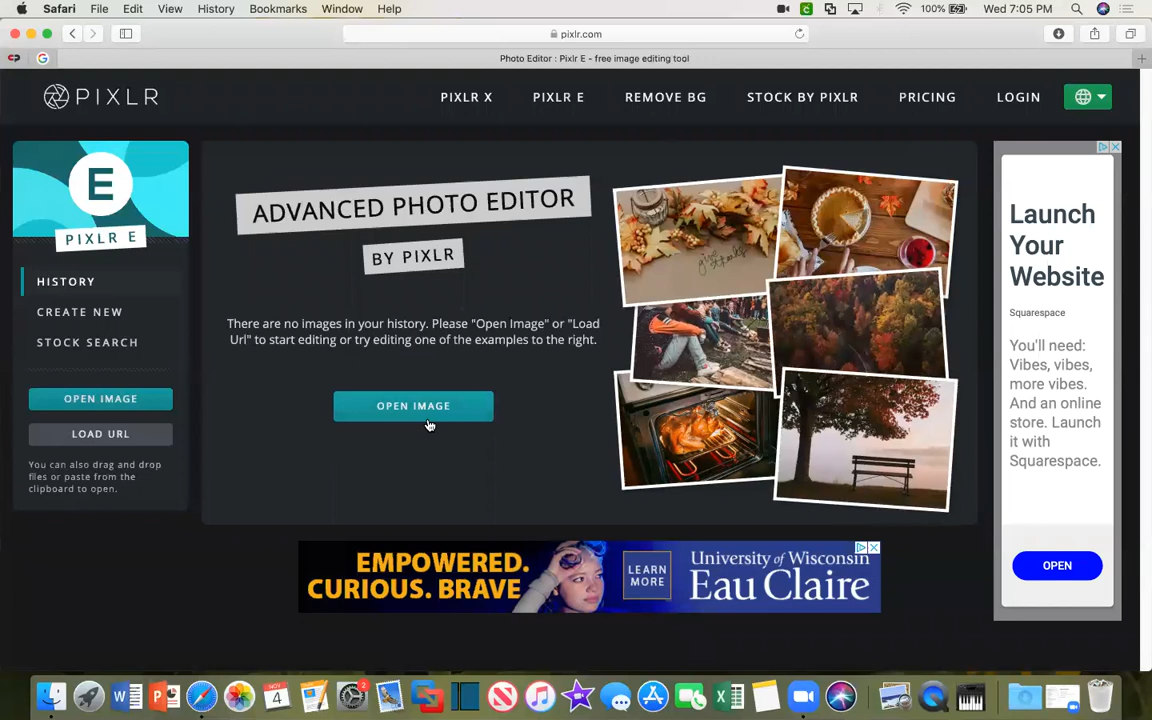 Safari File Edit View History Bookmarks Window Help 100% Wed 7:05 PM
pixlr.com
Photo Editor : Pixlr E - free image editing tool
PIXLR PIXLR X PIXLR E REMOVE BG STOCK BY PIXLR PRICING LOGIN
E
PIXLR E
HISTORY
CREATE NEW
STOCK SEARCH
OPEN IMAGE
LOAD URL
You can also drag and drop
files or paste from the
clipboard to open.
ADVANCED PHOTO EDITOR
BY PIXLR
There are no images in your history. Please "Open Image" or "Load
Url" to start editing or try editing one of the examples to the right.
OPEN IMAGE
give thanks
Launch
Your
Website
Squarespace
You'll need:
Vibes, vibes,
more vibes.
And an online
store. Launch
it with
Squarespace.
OPEN
EMPOWERED.
CURIOUS. BRAVE
LEARN
MORE
University of Wisconsin
Eau Claire
NOV
4
2